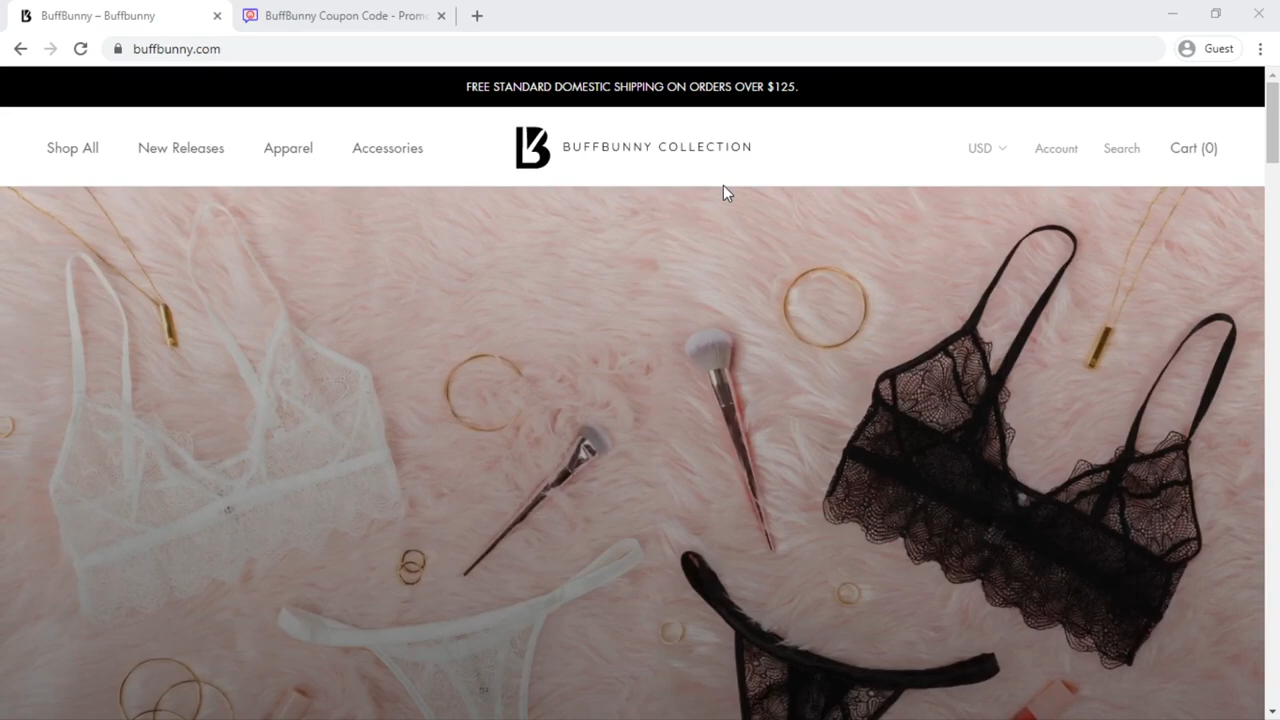 BuffBunny – Buffbunny
BuffBunny Coupon Code - Promo
buffbunny.com
Guest
FREE STANDARD DOMESTIC SHIPPING ON ORDERS OVER $125.
Shop All
New Releases
Apparel
Accessories
BUFFBUNNY COLLECTION
USD
Account
Search
Cart (0)